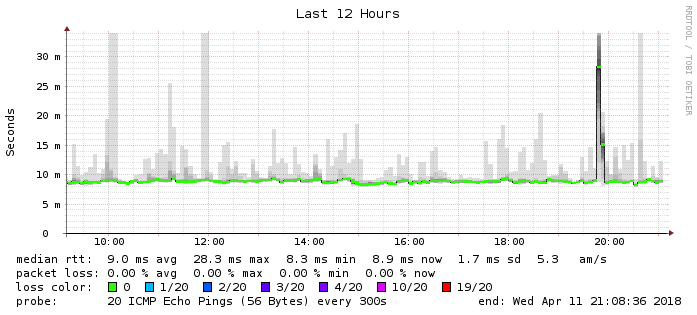 Last 12 Hours
RRDTOOL / TOBI OETIKER
Seconds
30 m
25 m
20 m
15 m
10 m
5 m
0
10:00 12:00 14:00 16:00 18:00 20:00
median rtt: 9.0 ms avg 28.3 ms max 8.3 ms min 8.9 ms now 1.7 ms sd 5.3 am/s
packet loss: 0.00 % avg 0.00 % max 0.00 % min 0.00 % now
loss color: 0 1/20 2/20 3/20 4/20 10/20 19/20
probe: 20 ICMP Echo Pings (56 Bytes) every 300s end: Wed Apr 11 21:08:36 2018